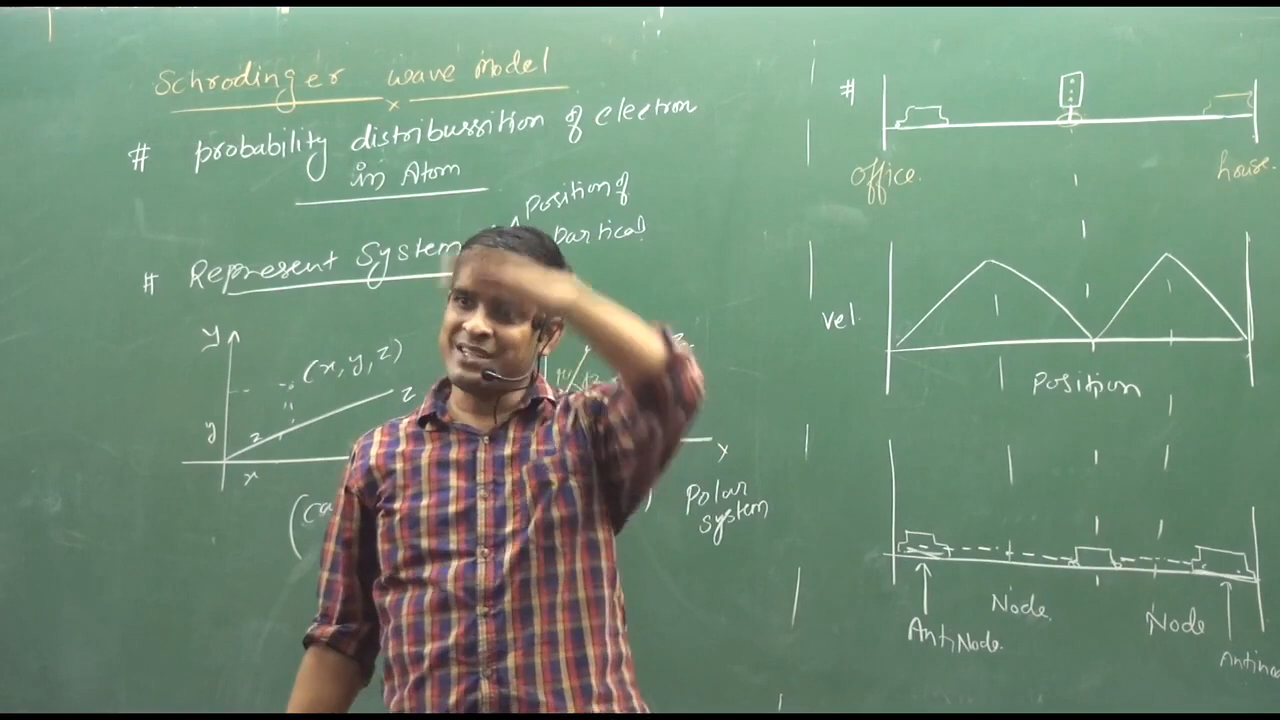 Schrodinger wave Model
# probability distribussition of electron
in Atom
# Represent System of Position of
partical
y
(x, y, z)
z
y
z
x
x
Polar
system
#
office.
house.
Vel.
Position
Node
Node
AntiNode.